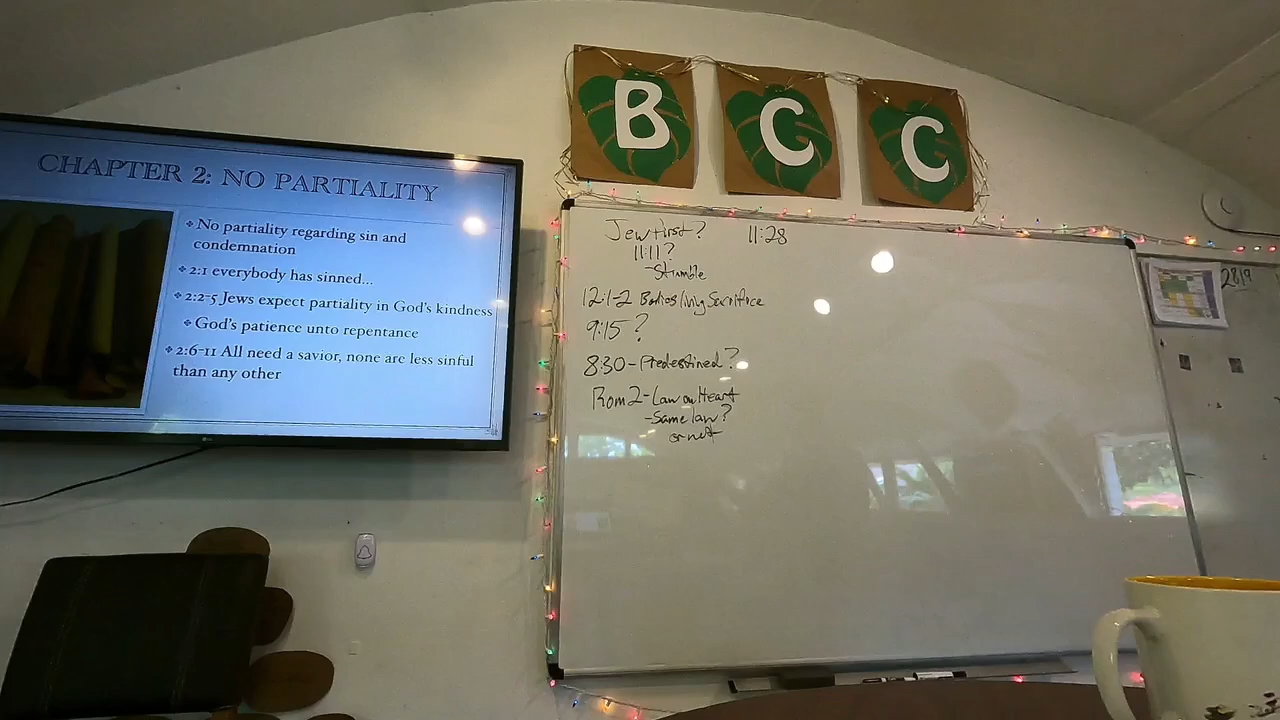 CHAPTER 2: NO PARTIALITY
No partiality regarding sin and
condemnation
2:1 everybody has sinned...
2:2-5 Jews expect partiality in God's kindness
God's patience unto repentance
2:6-11 All need a savior, none are less sinful
than any other
LG
B C C
Jew first? 11:28
11:11?
-Stumble
12:1-2 Bodies living Sacrifice
9:15?
8:30-Predestined?
Rom 2-Law on Heart
-Same law?
or not
2819